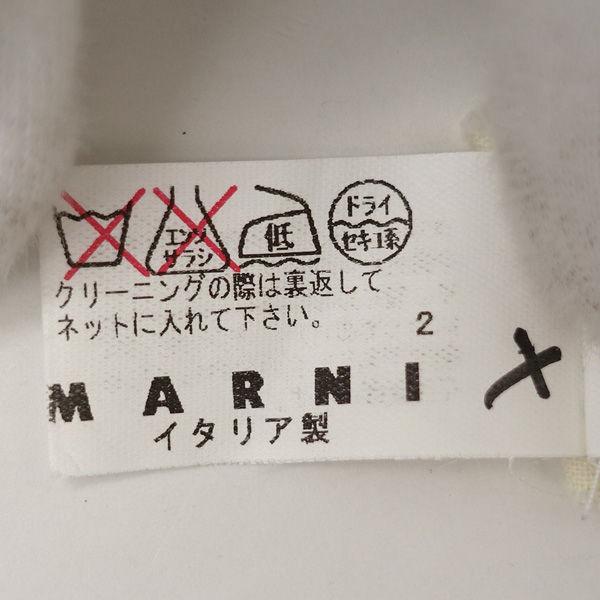 エンソ
サラシ
低
ドライ
セキユ系
クリーニングの際は裏返して
ネットに入れて下さい。
2
MARNI
イタリア製